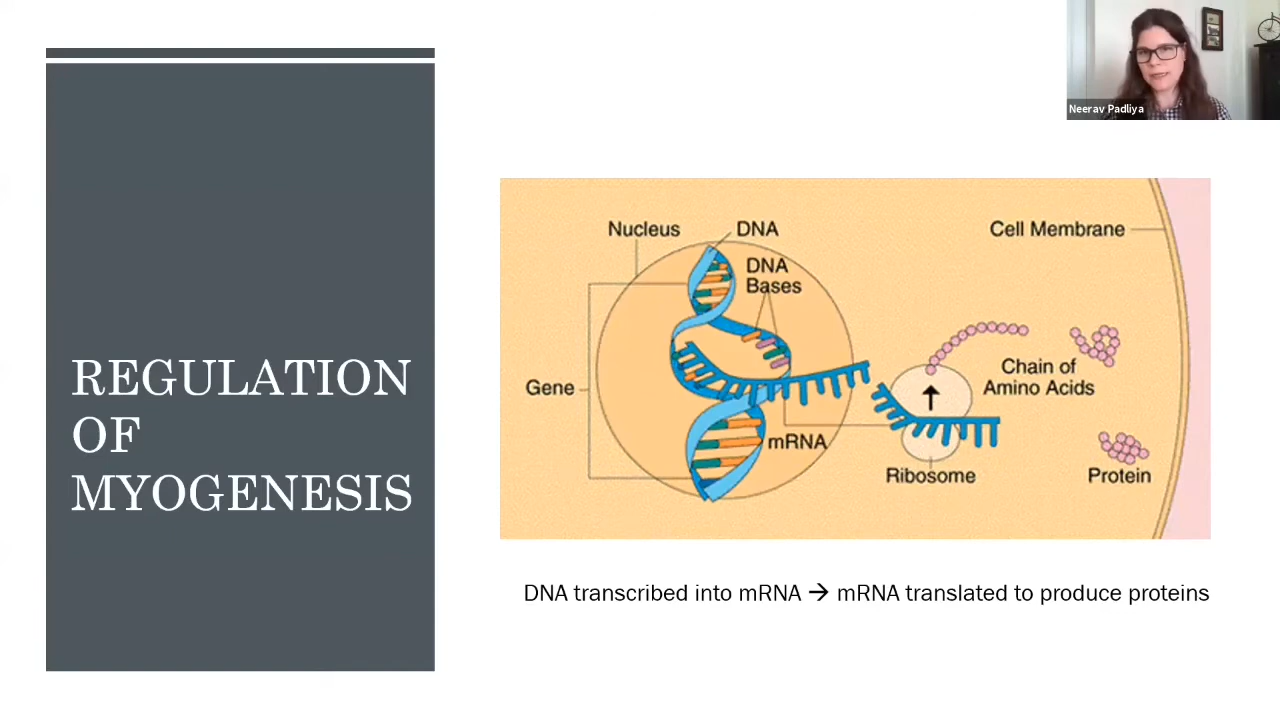 Neerav Padliya
REGULATION
OF
MYOGENESIS
Nucleus
DNA
Cell Membrane
DNA
Bases
Gene
Chain of
Amino Acids
mRNA
Ribosome
Protein
DNA transcribed into mRNA → mRNA translated to produce proteins